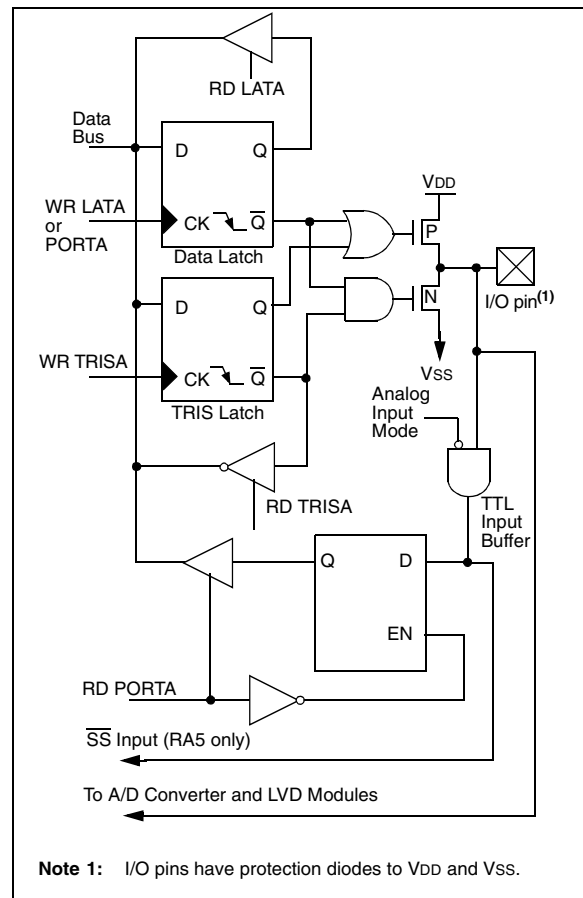 RD LATA
Data
Bus
D Q
WR LATA
or
PORTA
CK Q̅
Data Latch
VDD
P
N
I/O pin(1)
VSS
D Q
WR TRISA
CK Q̅
TRIS Latch
Analog
Input
Mode
RD TRISA
TTL
Input
Buffer
Q D
EN
RD PORTA
S̅S̅ Input (RA5 only)
To A/D Converter and LVD Modules
Note 1: I/O pins have protection diodes to VDD and VSS.